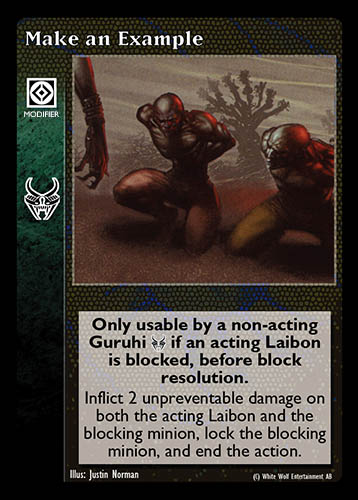 Make an Example
MODIFIER
Only usable by a non-acting
Guruhi if an acting Laibon
is blocked, before block
resolution.
Inflict 2 unpreventable damage on
both the acting Laibon and the
blocking minion, lock the blocking
minion, and end the action.
Illus: Justin Norman
(C) White Wolf Entertainment AB